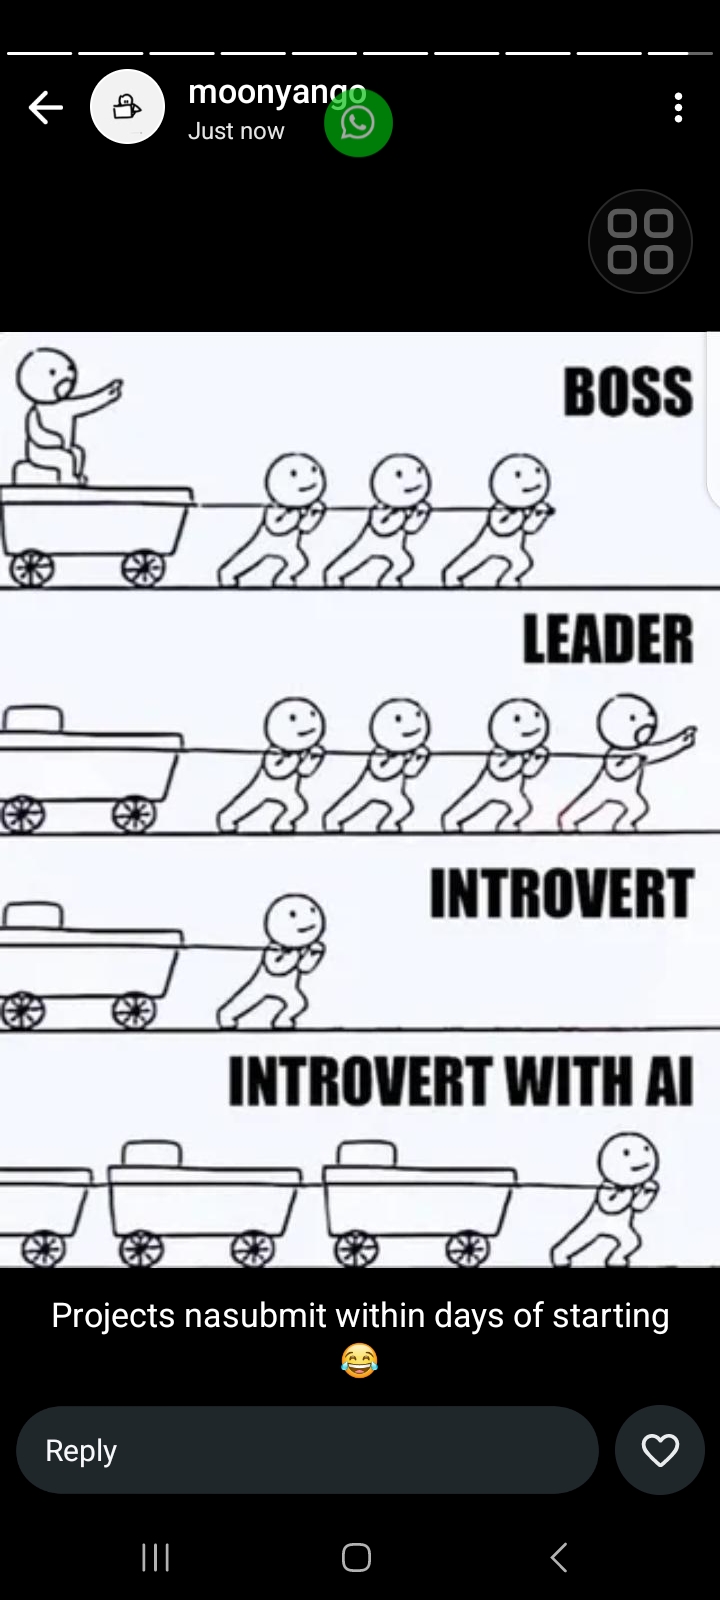 moonyango
Just now
BOSS
LEADER
INTROVERT
INTROVERT WITH AI
Projects nasubmit within days of starting
😂
Reply